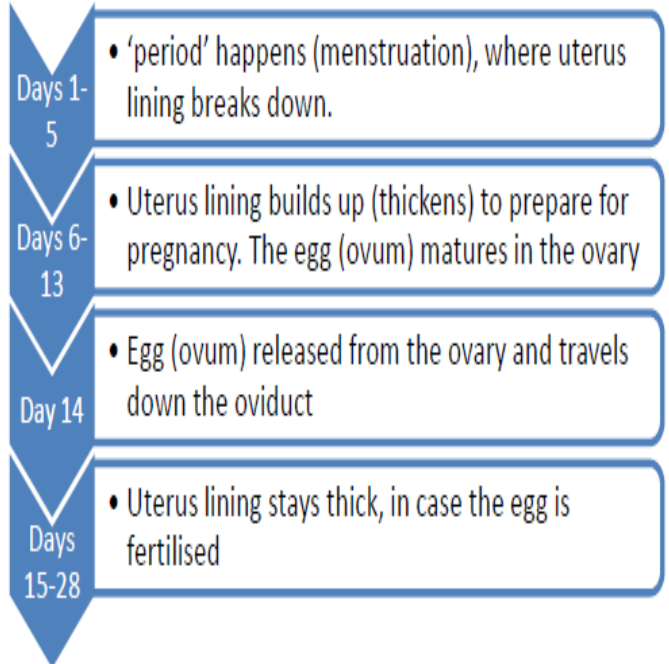 Days 1-
5
• ‘period’ happens (menstruation), where uterus
lining breaks down.
Days 6-
13
• Uterus lining builds up (thickens) to prepare for
pregnancy. The egg (ovum) matures in the ovary
Day 14
• Egg (ovum) released from the ovary and travels
down the oviduct
Days
15-28
• Uterus lining stays thick, in case the egg is
fertilised